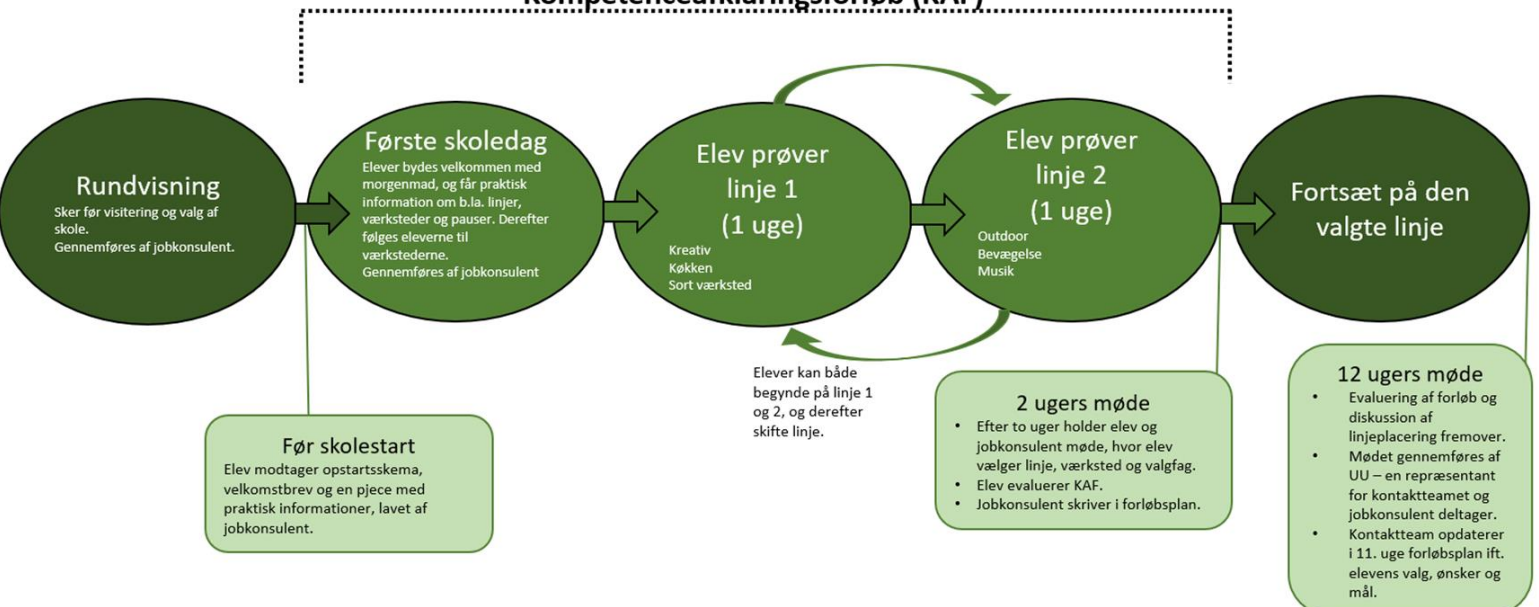 Kompetenceafklaringsforløb (KAF)
Rundvisning
Sker før visitering og valg af
skole.
Gennemføres af jobkonsulent.
Første skoledag
Elever bydes velkommen med
morgenmad, og får praktisk
information om b.la. linjer,
værksteder og pauser. Derefter
følges eleverne til
værkstederne.
Gennemføres af jobkonsulent
Elev prøver
linje 1
(1 uge)
Kreativ
Køkken
Sort værksted
Elev prøver
linje 2
(1 uge)
Outdoor
Bevægelse
Musik
Fortsæt på den
valgte linje
Før skolestart
Elev modtager opstartsskema,
velkomstbrev og en pjece med
praktisk informationer, lavet af
jobkonsulent.
Elever kan både
begynde på linje 1
og 2, og derefter
skifte linje.
2 ugers møde
• Efter to uger holder elev og
jobkonsulent møde, hvor elev
vælger linje, værksted og valgfag.
• Elev evaluerer KAF.
• Jobkonsulent skriver i forløbsplan.
12 ugers møde
• Evaluering af forløb og
diskussion af
linjeplacering fremover.
• Mødet gennemføres af
UU – en repræsentant
for kontaktteamet og
jobkonsulent deltager.
• Kontaktteam opdaterer
i 11. uge forløbsplan ift.
elevens valg, ønsker og
mål.